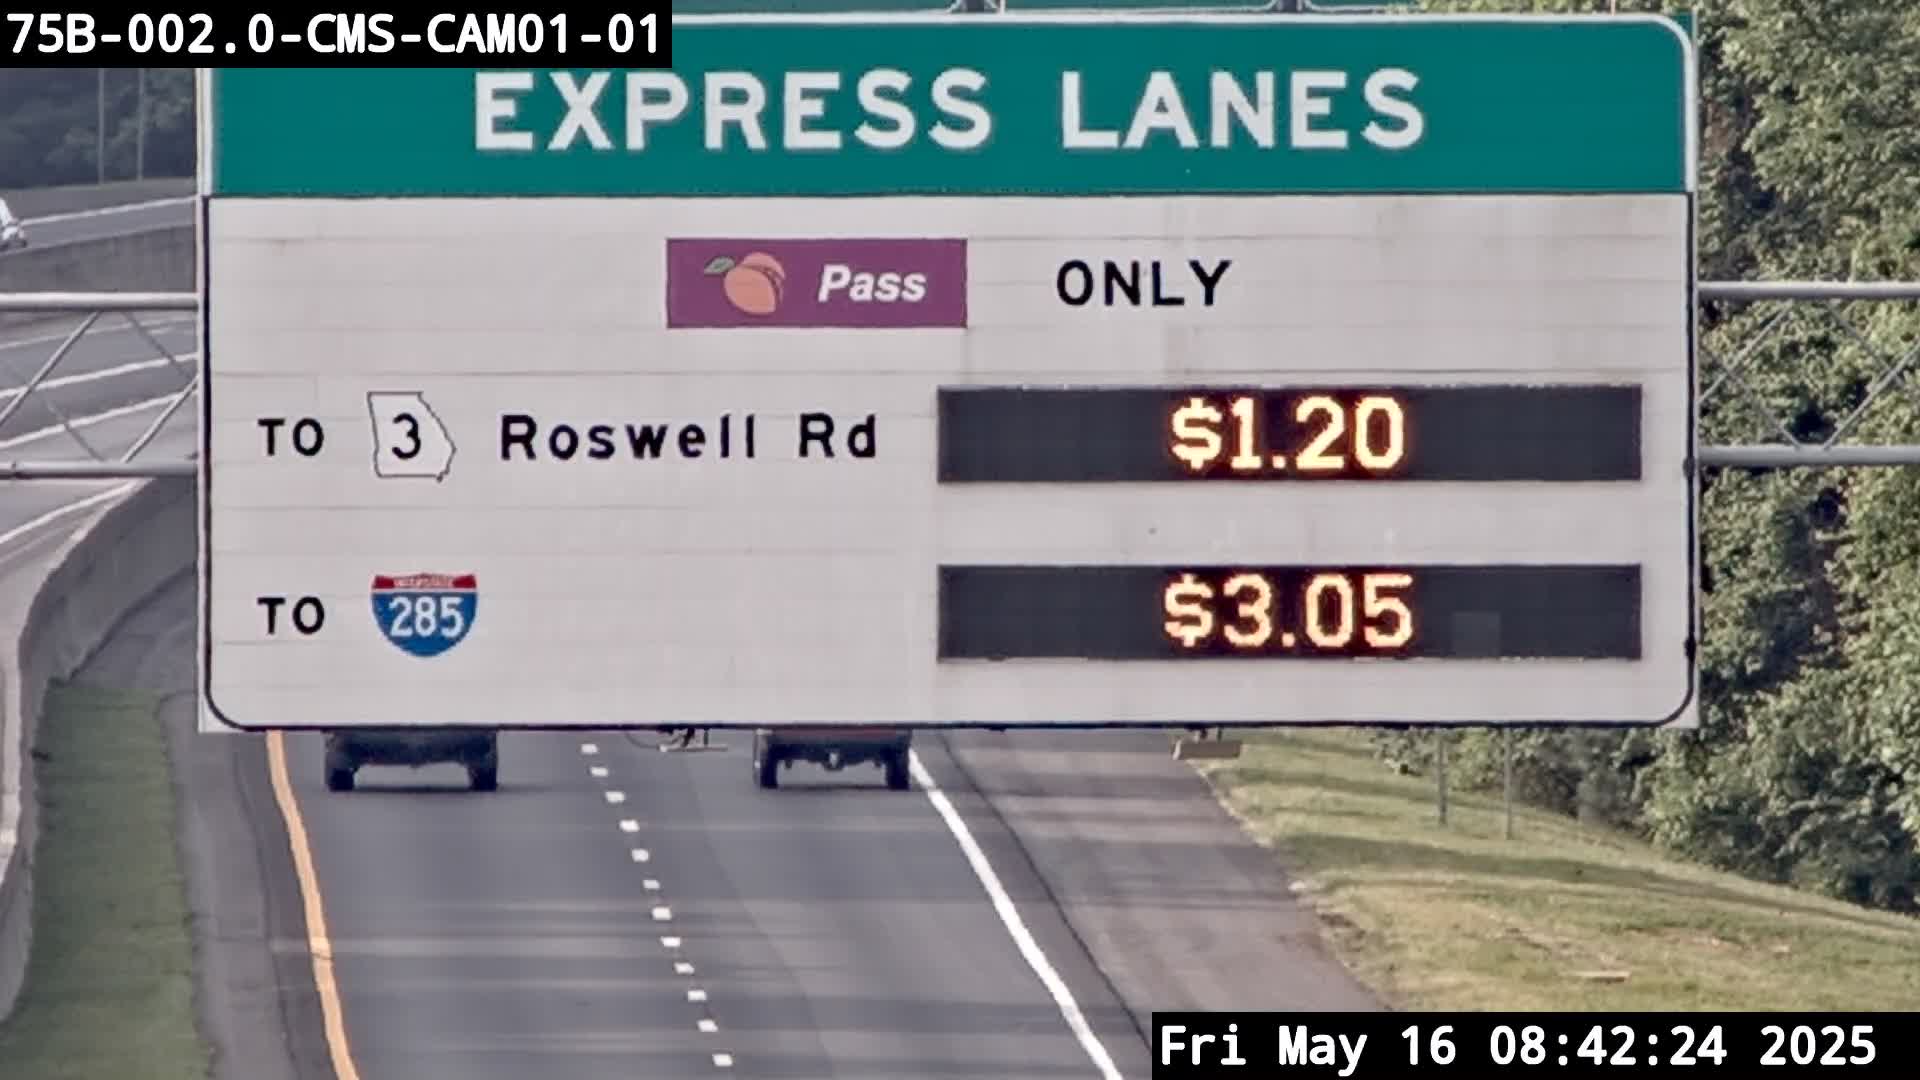 75B-002.0-CMS-CAM01-01
EXPRESS LANES
Pass ONLY
TO 3 Roswell Rd $1.20
INTERSTATE
TO 285 $3.05
Fri May 16 08:42:24 2025